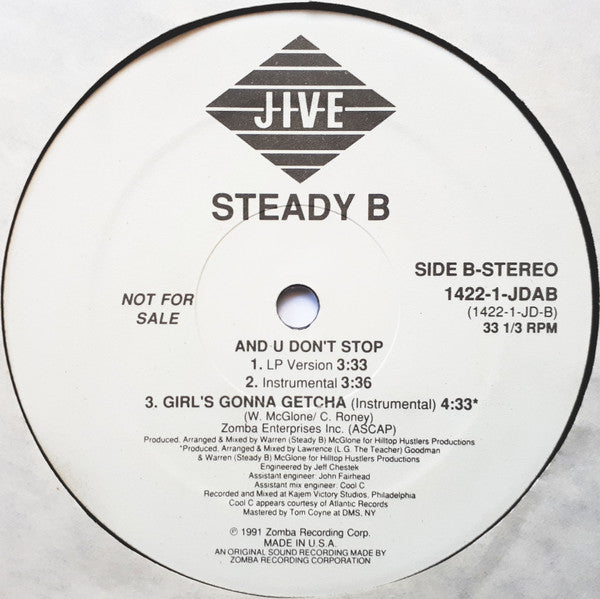 JIVE
STEADY B
SIDE B-STEREO
1422-1-JDAB
(1422-1-JD-B)
33 1/3 RPM
NOT FOR
SALE
AND U DON'T STOP
1. LP Version 3:33
2. Instrumental 3:36
3. GIRL'S GONNA GETCHA (Instrumental) 4:33*
(W. McGlone/ C. Roney)
Zomba Enterprises Inc. (ASCAP)
Produced, Arranged & Mixed by Warren (Steady B) McGlone for Hilltop Hustlers Productions
*Produced, Arranged & Mixed by Lawrence (L.G. The Teacher) Goodman
& Warren (Steady B) McGlone for Hilltop Hustlers Productions
Engineered by Jeff Chestek
Assistant engineer: John Fairhead
Assistant mix engineer: Cool C
Recorded and Mixed at Kajem Victory Studios, Philadelphia
Cool C appears courtesy of Atlantic Records
Mastered by Tom Coyne at DMS, NY
℗ 1991 Zomba Recording Corp.
MADE IN U.S.A.
AN ORIGINAL SOUND RECORDING MADE BY
ZOMBA RECORDING CORPORATION